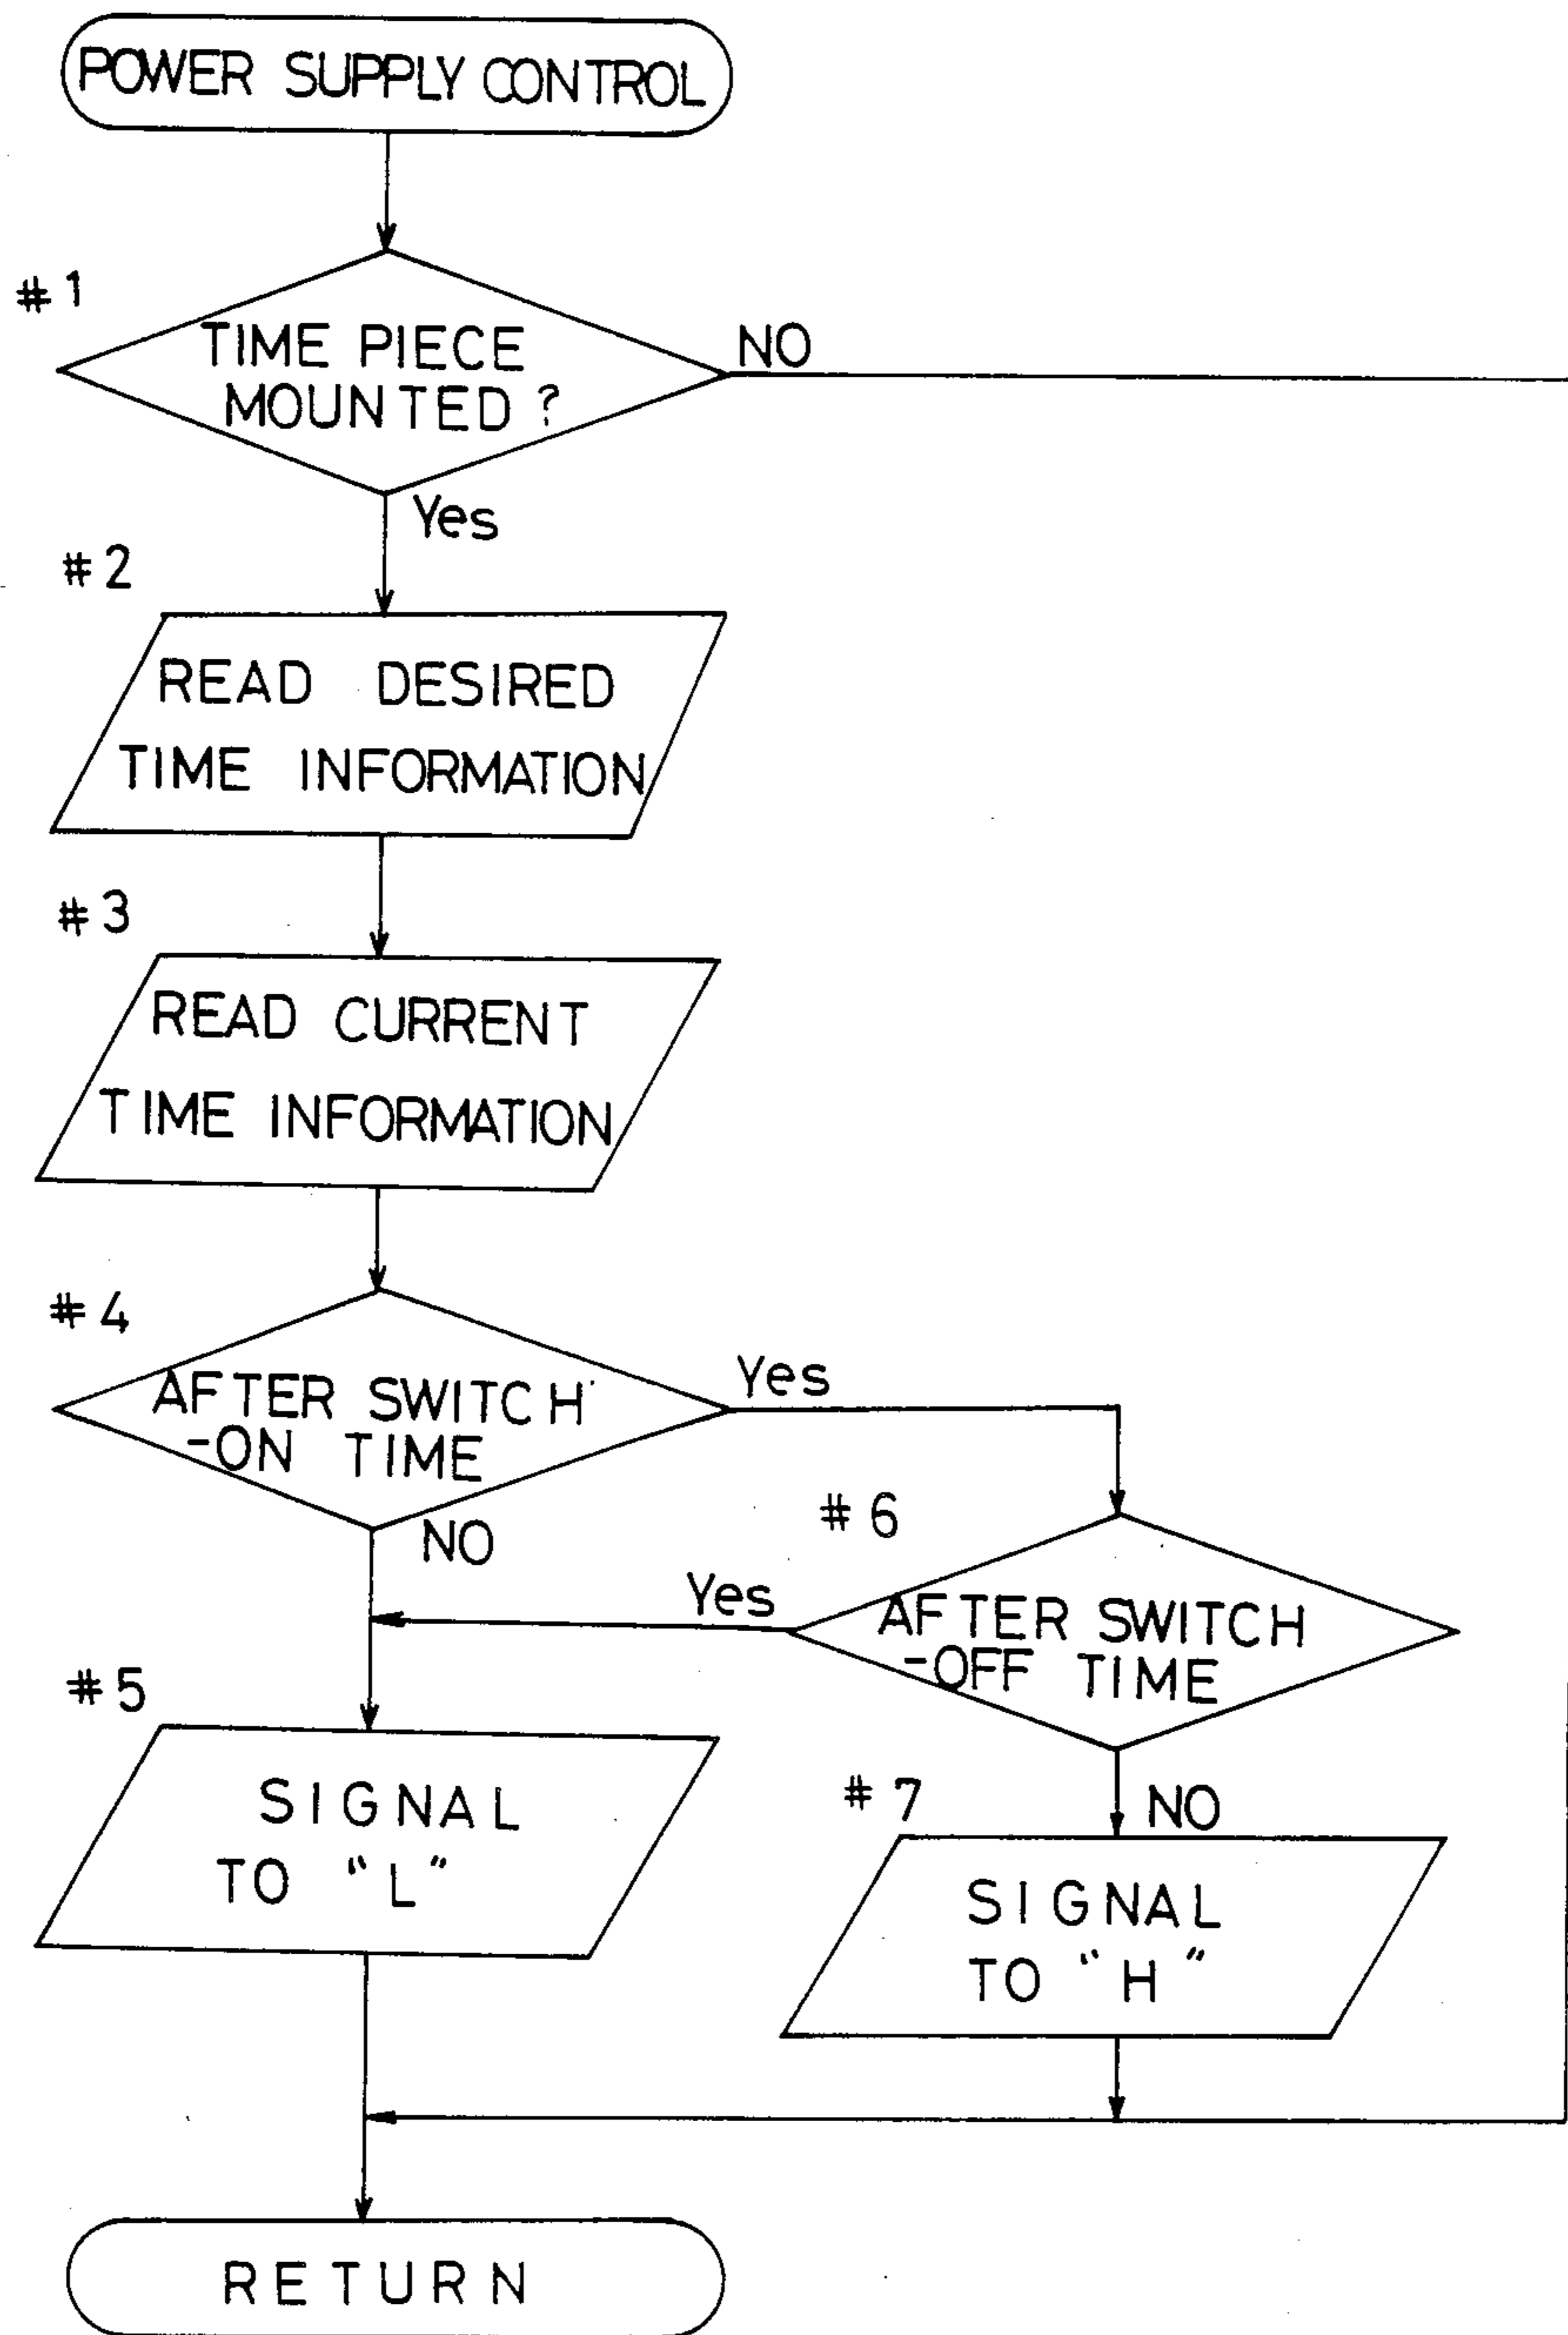 POWER SUPPLY CONTROL
#1
TIME PIECE
MOUNTED ?
NO
Yes
#2
READ DESIRED
TIME INFORMATION
#3
READ CURRENT
TIME INFORMATION
#4
AFTER SWITCH
-ON TIME
Yes
NO
#6
AFTER SWITCH
-OFF TIME
Yes
NO
#5
SIGNAL
TO "L"
#7
SIGNAL
TO "H"
RETURN